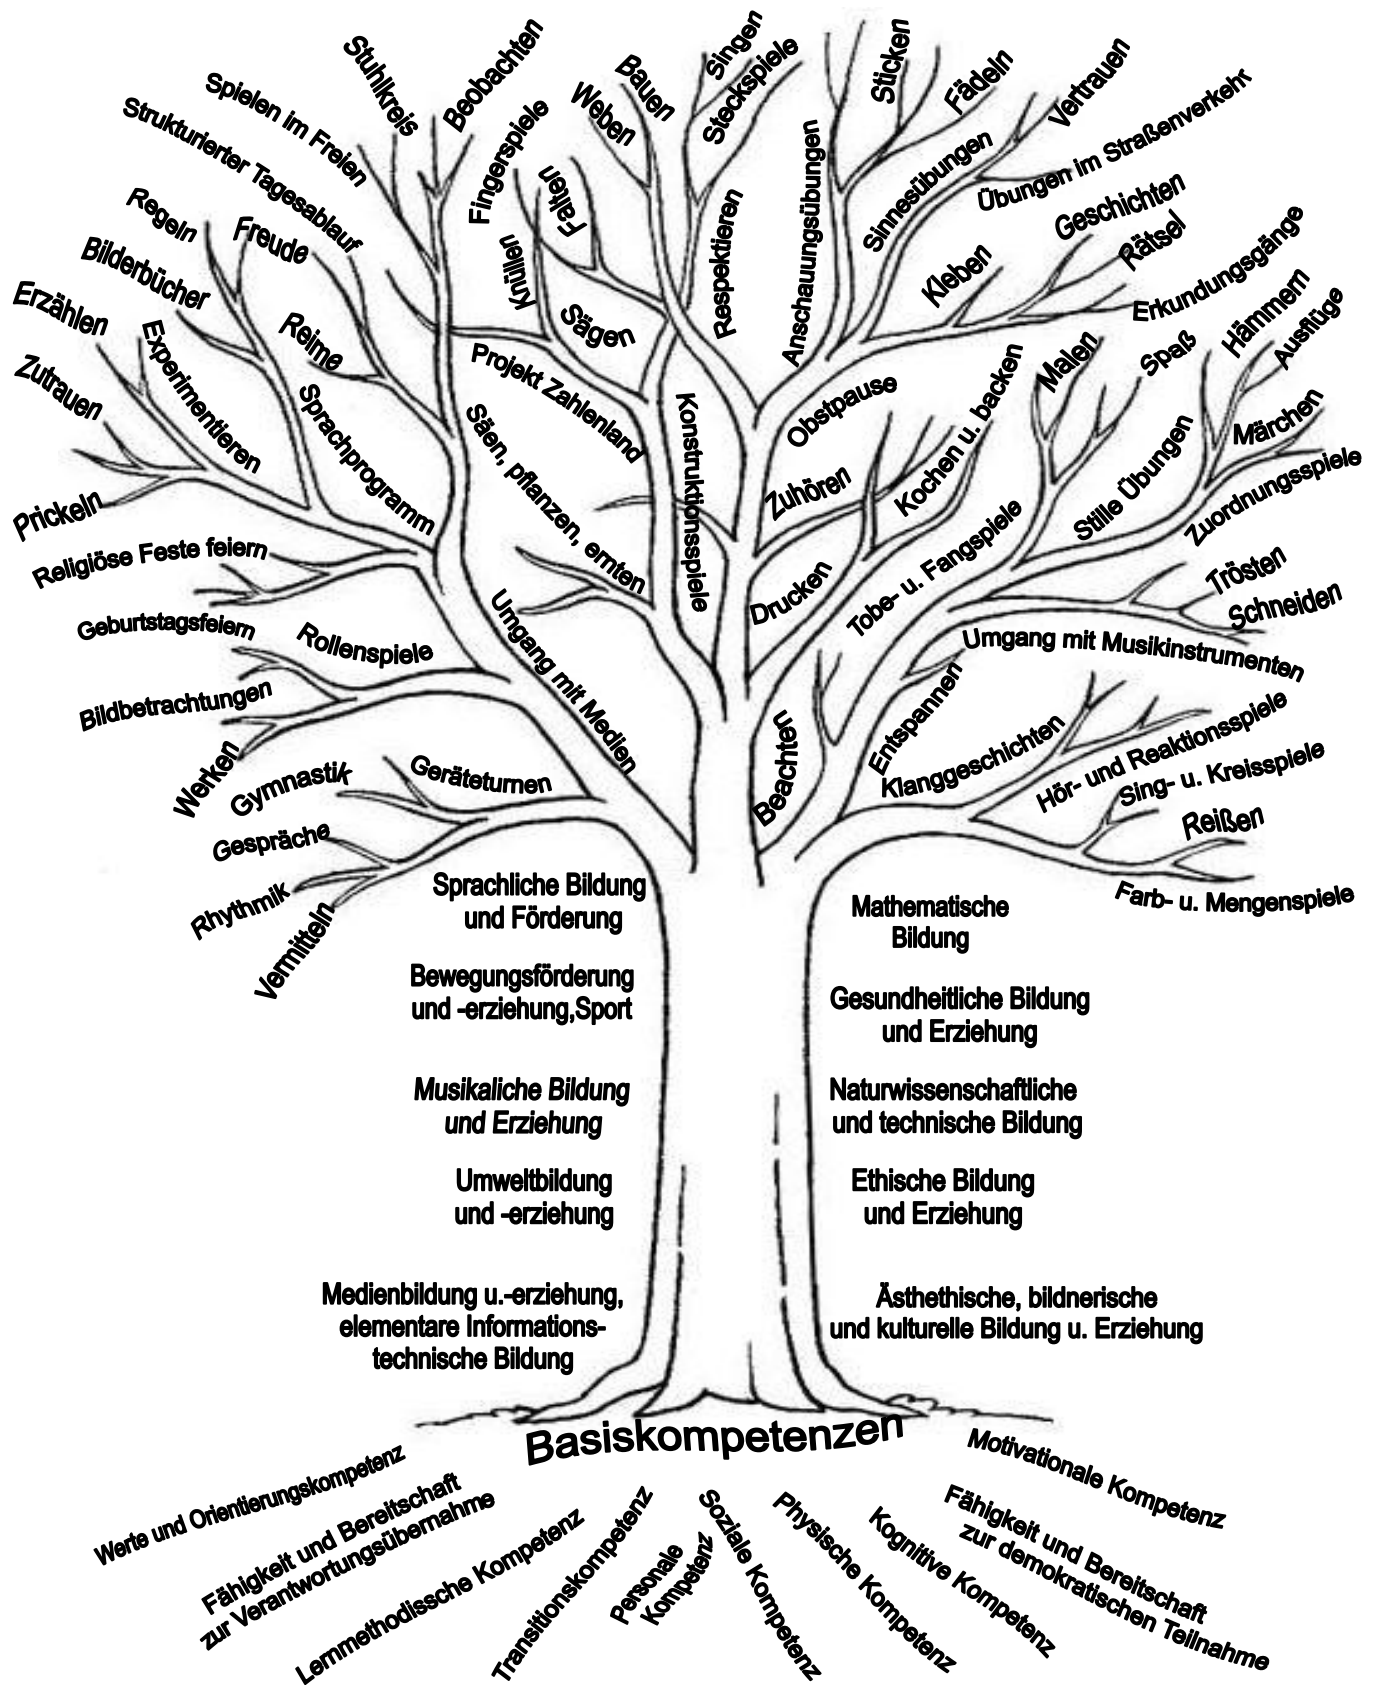 Stuhlkreis
Beobachten
Spielen im Freien
Strukturierter Tagesablauf
Regeln
Freude
Bilderbücher
Erzählen
Experimentieren
Reime
Zutrauen
Sprachprogramm
Prickeln
Religiöse Feste feiern
Geburtstagsfeiern
Rollenspiele
Bildbetrachtungen
Werken
Gymnastik
Geräteturnen
Gespräche
Rhythmik
Vermitteln
Fingerspiele
Weben
Bauen
Singen
Steckspiele
Falten
Knüllen
Sägen
Respektieren
Projekt Zahlenland
Säen, pflanzen, ernten
Konstruktionsspiele
Umgang mit Medien
Anschauungsübungen
Sticken
Fädeln
Sinnesübungen
Vertrauen
Übungen im Straßenverkehr
Geschichten
Rätsel
Kleben
Erkundungsgänge
Obstpause
Malen
Spaß
Hämmern
Ausflüge
Märchen
Zuhören
Kochen u. backen
Stille Übungen
Zuordnungsspiele
Drucken
Tobe- u. Fangspiele
Trösten
Schneiden
Umgang mit Musikinstrumenten
Beachten
Entspannen
Klanggeschichten
Hör- und Reaktionsspiele
Sing- u. Kreisspiele
Reißen
Farb- u. Mengenspiele
Sprachliche Bildung
und Förderung
Bewegungsförderung
und -erziehung,Sport
Musikaliche Bildung
und Erziehung
Umweltbildung
und -erziehung
Medienbildung u.-erziehung,
elementare Informations-
technische Bildung
Mathematische
Bildung
Gesundheitliche Bildung
und Erziehung
Naturwissenschaftliche
und technische Bildung
Ethische Bildung
und Erziehung
Ästhethische, bildnerische
und kulturelle Bildung u. Erziehung
Basiskompetenzen
Werte und Orientierungskompetenz
Fähigkeit und Bereitschaft
zur Verantwortungsübernahme
Lernmethodissche Kompetenz
Transitionskompetenz
Personale
Kompetenz
Soziale Kompetenz
Physische Kompetenz
Kognitive Kompetenz
Fähigkeit und Bereitschaft
zur demokratischen Teilnahme
Motivationale Kompetenz